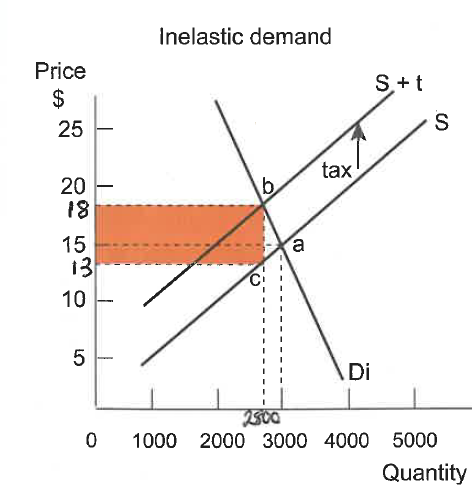 Inelastic demand
Price
$
S + t
S
25
tax
20
b
18
15
a
13
c
10
5
Di
2800
0 1000 2000 3000 4000 5000
Quantity